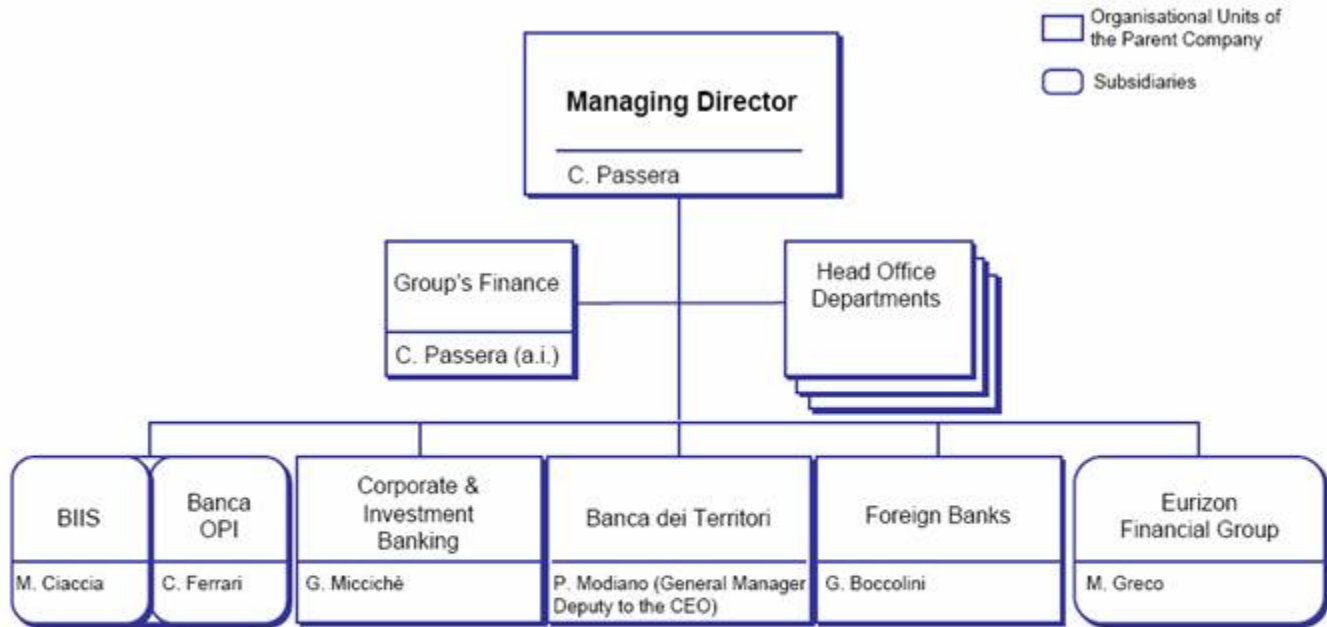 Organisational Units of
the Parent Company
Subsidiaries
Managing Director
C. Passera
Group's Finance
C. Passera (a.i.)
Head Office
Departments
BIIS
M. Ciaccia
Banca
OPI
C. Ferrari
Corporate &
Investment
Banking
G. Miccichè
Banca dei Territori
P. Modiano (General Manager
Deputy to the CEO)
Foreign Banks
G. Boccolini
Eurizon
Financial Group
M. Greco